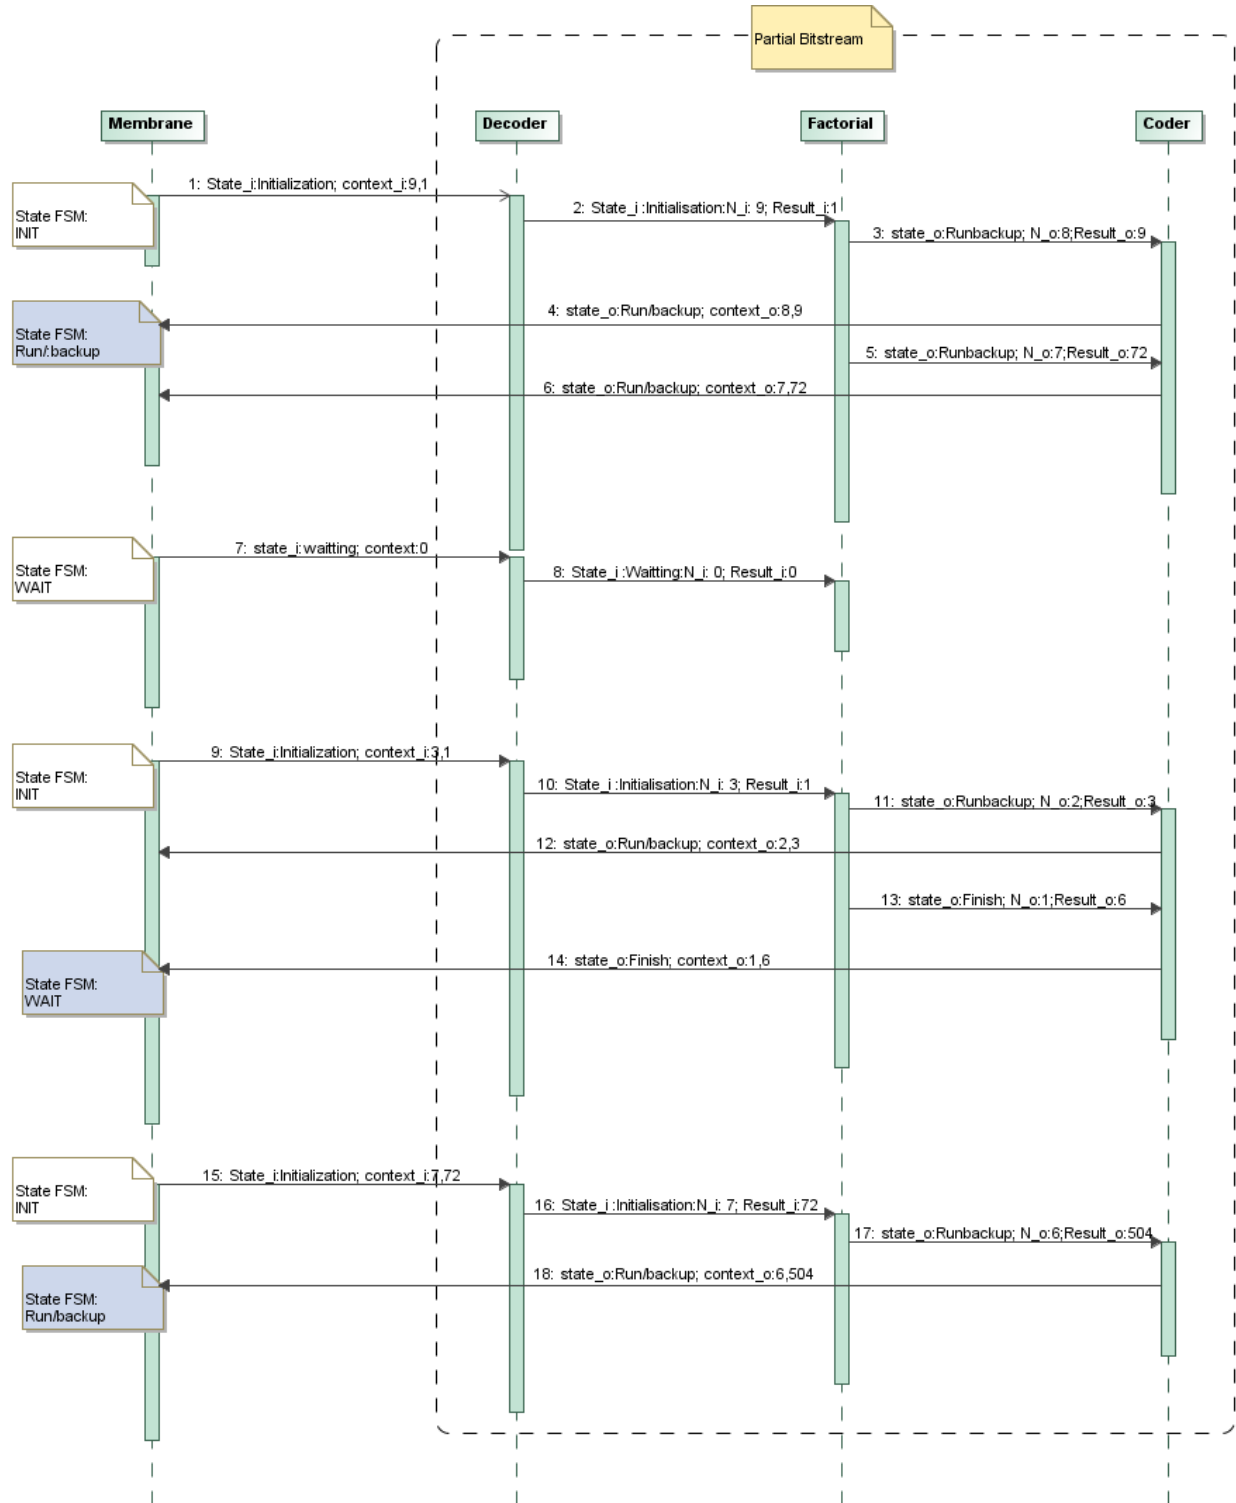 Partial Bitstream
Membrane
Decoder
Factorial
Coder
1: State_i:Initialization; context_i:9,1
State FSM:
INIT
2: State_i :Initialisation:N_i: 9; Result_i:1
3: state_o:Runbackup; N_o:8;Result_o:9
4: state_o:Run/backup; context_o:8,9
State FSM:
Run/:backup
5: state_o:Runbackup; N_o:7;Result_o:72
6: state_o:Run/backup; context_o:7,72
7: state_i:waitting; context:0
State FSM:
WAIT
8: State_i :Waitting:N_i: 0; Result_i:0
9: State_i:Initialization; context_i:3,1
State FSM:
INIT
10: State_i :Initialisation:N_i: 3; Result_i:1
11: state_o:Runbackup; N_o:2;Result_o:3
12: state_o:Run/backup; context_o:2,3
13: state_o:Finish; N_o:1;Result_o:6
14: state_o:Finish; context_o:1,6
State FSM:
WAIT
15: State_i:Initialization; context_i:7,72
State FSM:
INIT
16: State_i :Initialisation:N_i: 7; Result_i:72
17: state_o:Runbackup; N_o:6;Result_o:504
18: state_o:Run/backup; context_o:6,504
State FSM:
Run/backup